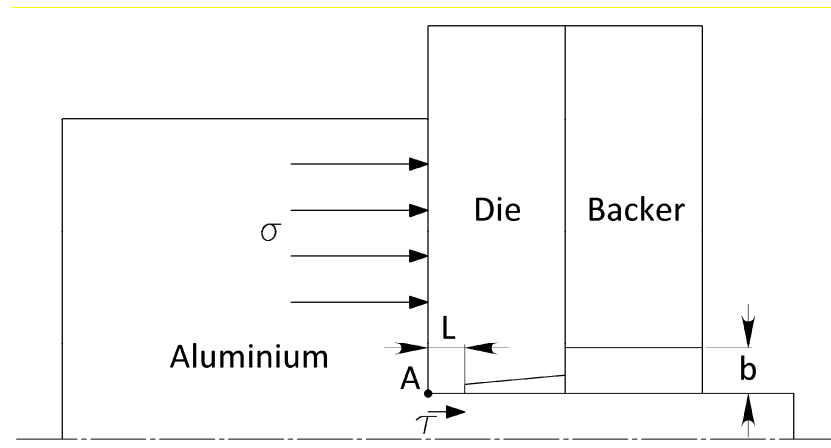 Die
Backer
σ
L
Aluminium
A
b
τ